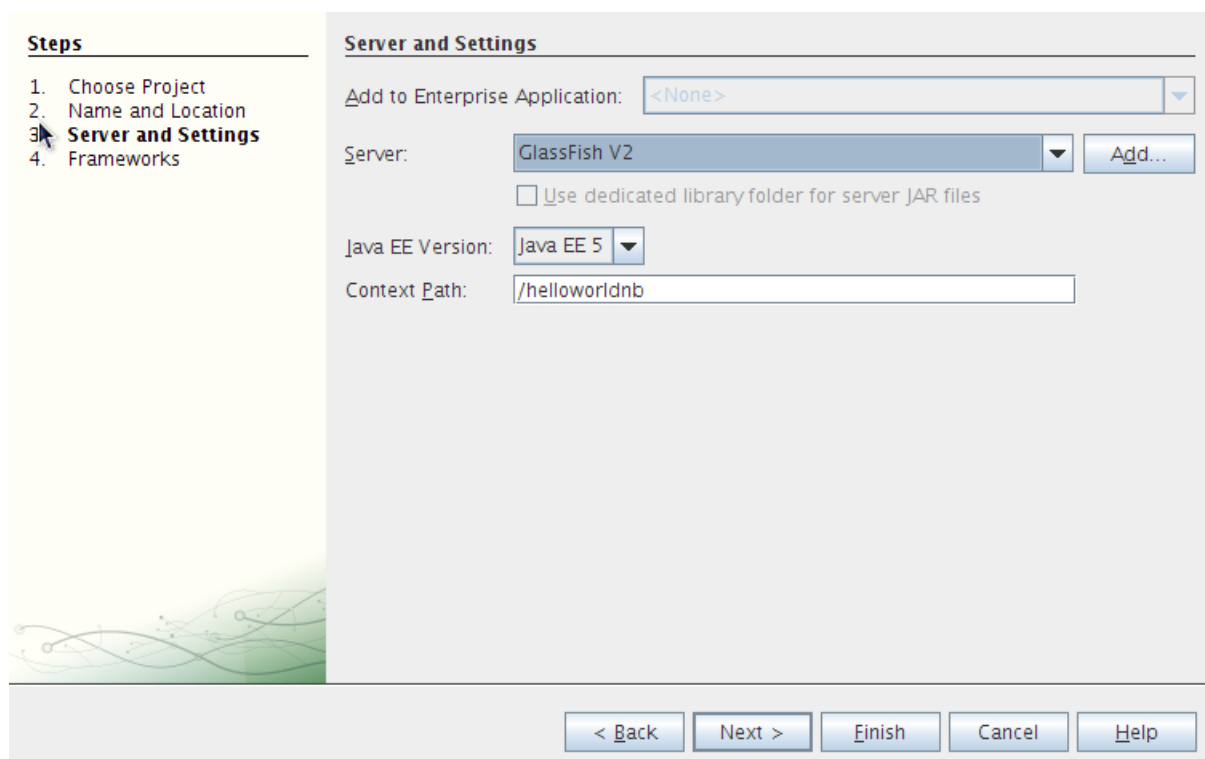 Steps
1. Choose Project
2. Name and Location
3. Server and Settings
4. Frameworks
Server and Settings
Add to Enterprise Application: <None>
Server: GlassFish V2 Add...
Use dedicated library folder for server JAR files
Java EE Version: Java EE 5
Context Path: /helloworldnb
< Back Next > Finish Cancel Help